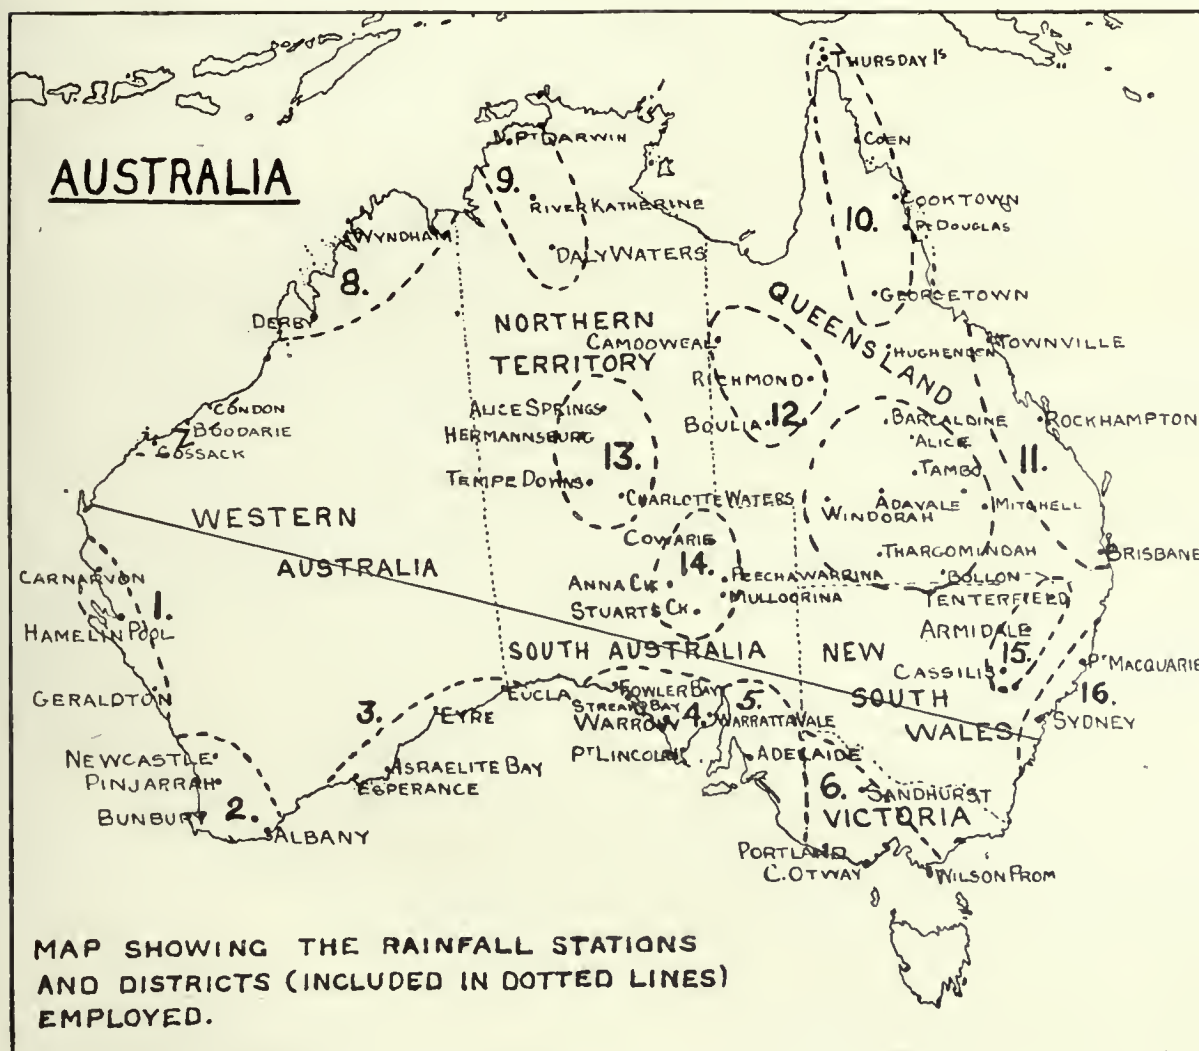 THURSDAY Is
N.
Pt DARWIN
AUSTRALIA
COEN
9.
RIVER KATHERINE
COOKTOWN
10.
Pt DOUGLAS
WYNDHAM
DALY WATERS
8.
GEORGETOWN
DERBY
NORTHERN
TERRITORY
QUEENSLAND
CAMOOWEAL
HUGHENDEN
TOWNVILLE
RICHMOND
ALICE SPRINGS
CONDON
BOODARIE
COSSACK
BOULIA
12.
BARCALDINE
ROCKHAMPTON
ALICE
HERMANNSBURG
13.
11.
TEMPE DOWNS
TAMBO
CHARLOTTE WATERS
ADAVALE
MITCHELL
WINDORAH
WESTERN
AUSTRALIA
COWARIE
THARGOMINDAH
BRISBANE
14.
CARNARVON
ANNA CK
PEECHAWARRINA
BOLLON
MULLOORINA
TENTERFIELD
1.
STUARTS CK
HAMELIN POOL
ARMIDALE
SOUTH AUSTRALIA
NEW
SOUTH
WALES
15.
CASSILIS
Pt MACQUARIE
16.
GERALDTON
EUCLA
FOWLER BAY
STREAKY BAY
5.
3.
EYRE
WARROW
4.
WARRATTA VALE
SYDNEY
NEWCASTLE
Pt LINCOLN
ADELAIDE
PINJARRAH
ASRAELITE BAY
ESPERANCE
6.
SANDHURST
BUNBURY
2.
VICTORIA
ALBANY
PORTLAND
C. OTWAY
WILSON PROM
MAP SHOWING THE RAINFALL STATIONS
AND DISTRICTS (INCLUDED IN DOTTED LINES)
EMPLOYED.